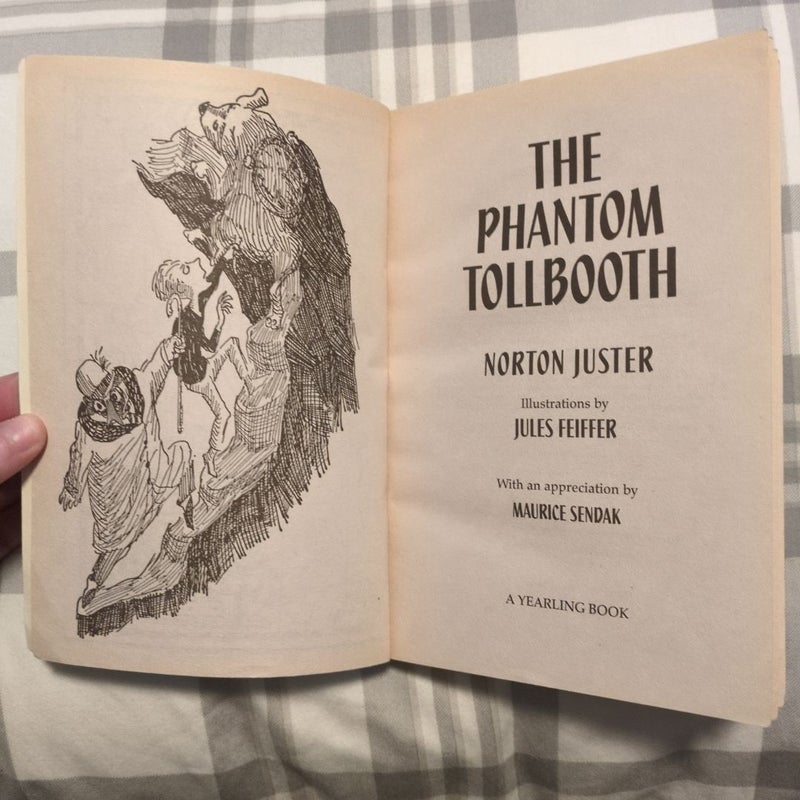 THE
PHANTOM
TOLLBOOTH
NORTON JUSTER
Illustrations by
JULES FEIFFER
With an appreciation by
MAURICE SENDAK
A YEARLING BOOK